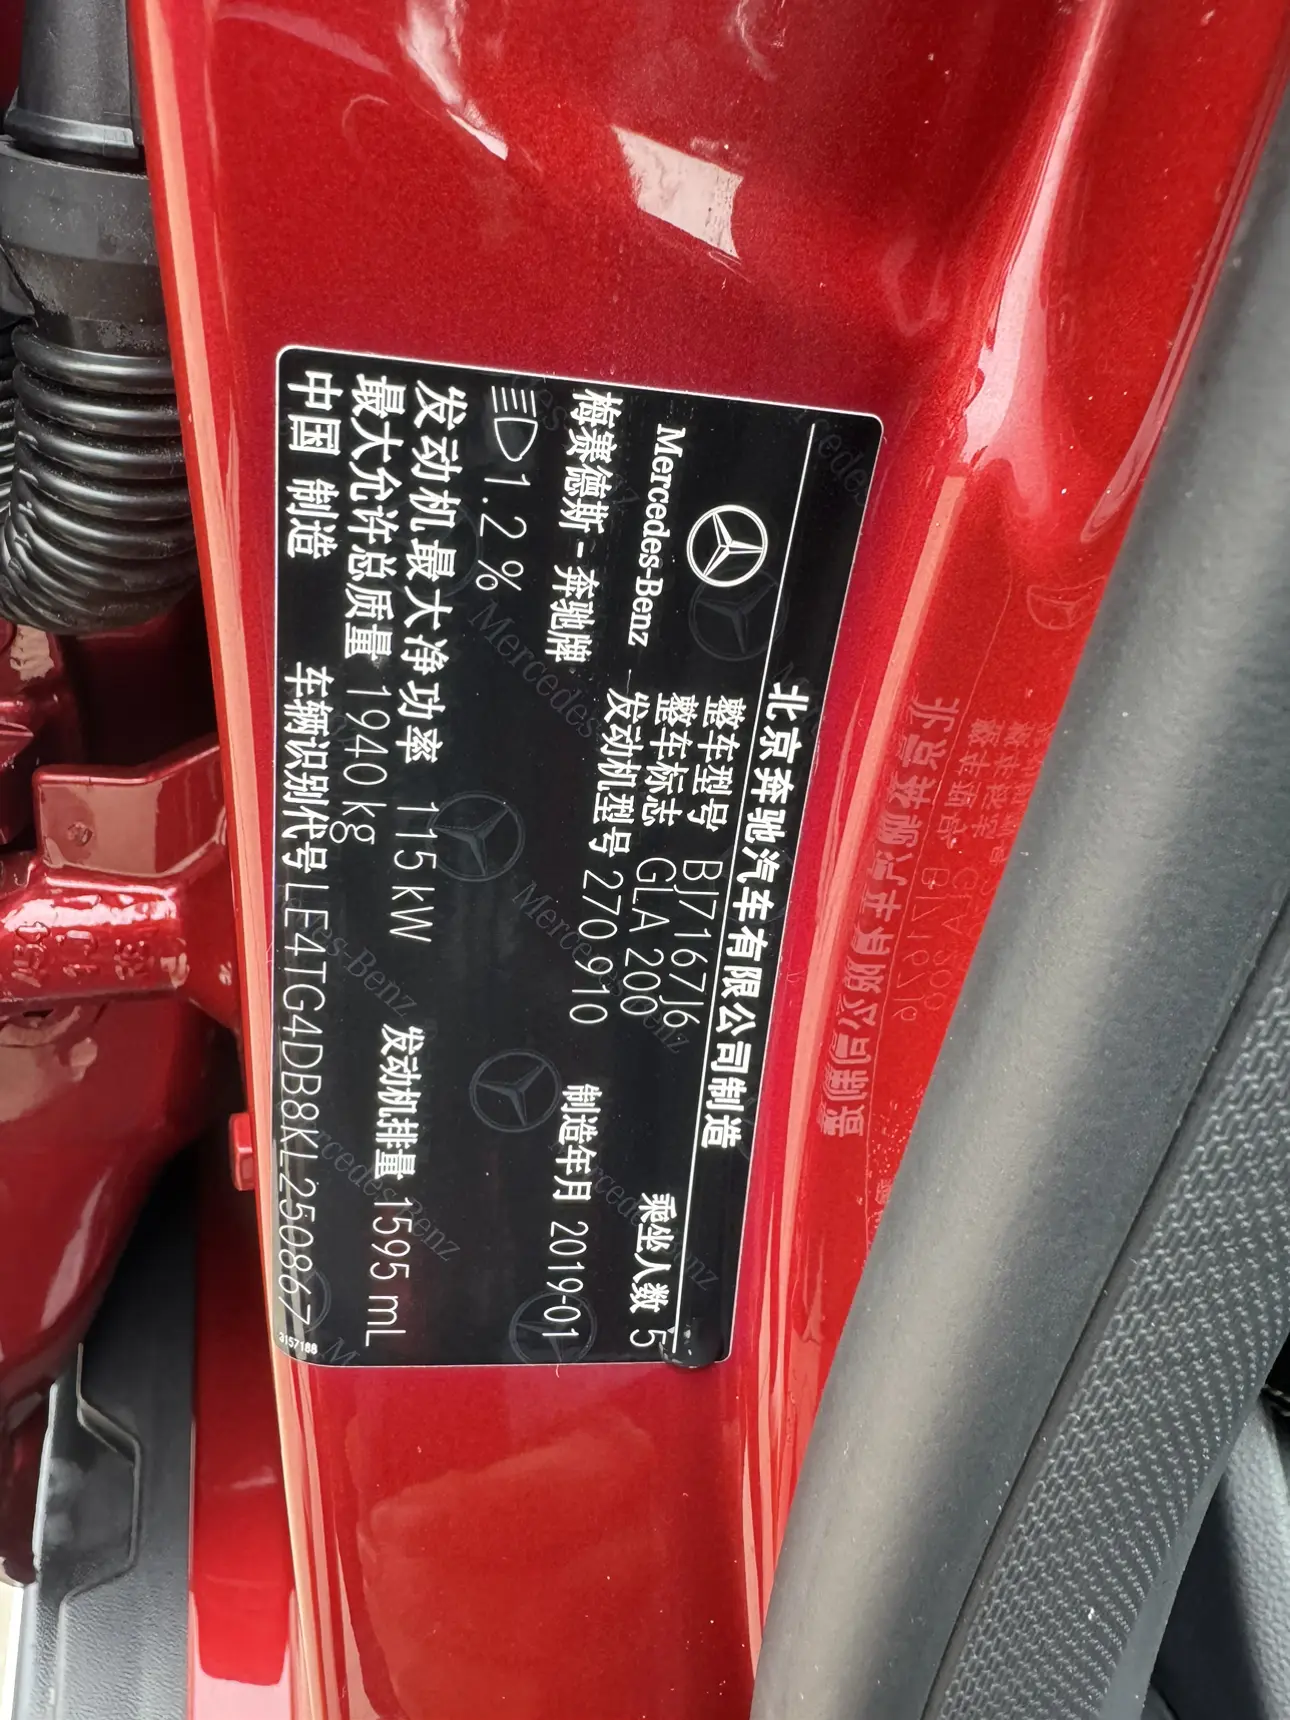 北京奔驰汽车有限公司制造
Mercedes-Benz
整车型号 BJ7167J6
整车标志 GLA 200
乘坐人数 5
梅赛德斯-奔驰牌
发动机型号 270 910
制造年月 2019-01
1.2%
发动机最大净功率 115 kW
发动机排量 1595 mL
最大允许总质量 1940 kg
中国 制造
车辆识别代号 LE4TG4DB8KL250867
3157188